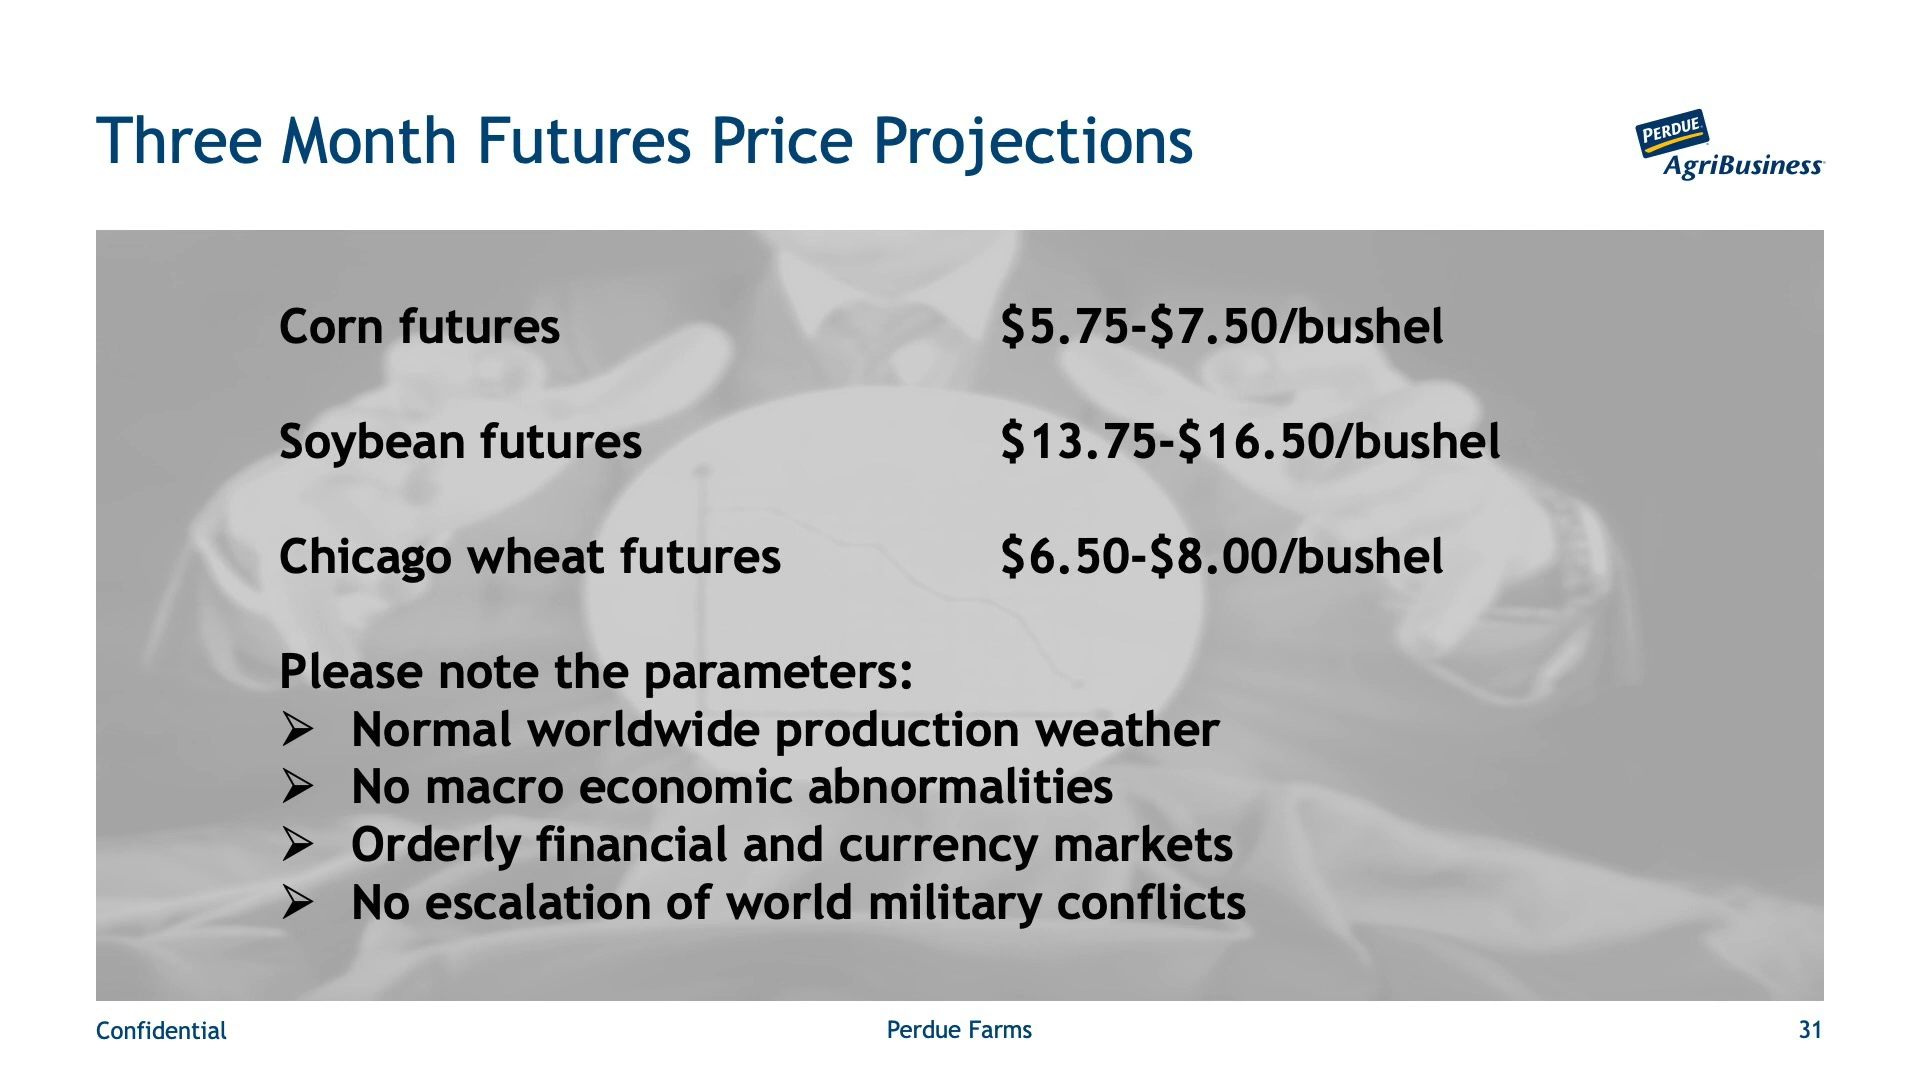 Three Month Futures Price Projections
PERDUE
AgriBusiness
Corn futures $5.75-$7.50/bushel
Soybean futures $13.75-$16.50/bushel
Chicago wheat futures $6.50-$8.00/bushel
Please note the parameters:
➢ Normal worldwide production weather
➢ No macro economic abnormalities
➢ Orderly financial and currency markets
➢ No escalation of world military conflicts
Confidential Perdue Farms 31